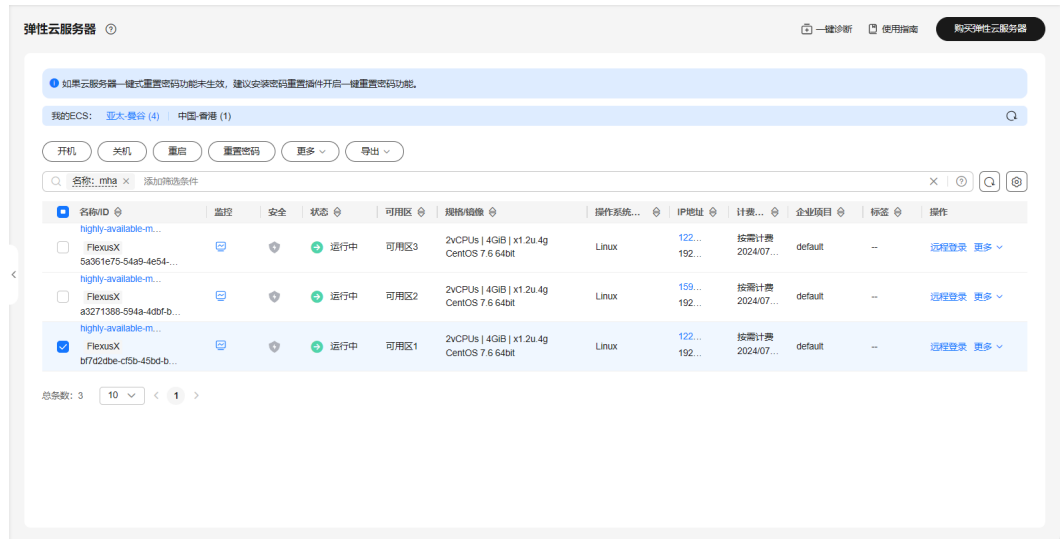 弹性云服务器
一键诊断 使用指南 购买弹性云服务器
如果云服务器一键式重置密码功能未生效，建议安装密码重置插件开启一键重置密码功能。
我的ECS： 亚太-曼谷 (4) 中国-香港 (1)
开机 关机 重启 重置密码 更多 导出
名称：mha × 添加筛选条件
名称/ID 监控 安全 状态 可用区 规格/镜像 操作系统... IP地址 计费... 企业项目 标签 操作
highly-available-m...
FlexusX
5a361e75-54a9-4e54-...
运行中 可用区3
2vCPUs | 4GiB | x1.2u.4g
CentOS 7.6 64bit
Linux
122...
192...
按需计费
2024/07...
default -- 远程登录 更多
highly-available-m...
FlexusX
a3271388-594a-4dbf-b...
运行中 可用区2
2vCPUs | 4GiB | x1.2u.4g
CentOS 7.6 64bit
Linux
159...
192...
按需计费
2024/07...
default -- 远程登录 更多
highly-available-m...
FlexusX
bf7d2dbe-cf5b-45bd-b...
运行中 可用区1
2vCPUs | 4GiB | x1.2u.4g
CentOS 7.6 64bit
Linux
122...
192...
按需计费
2024/07...
default -- 远程登录 更多
总条数：3 10 < 1 >